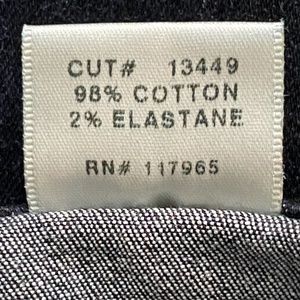 CUT# 13449
98% COTTON
2% ELASTANE
RN# 117965